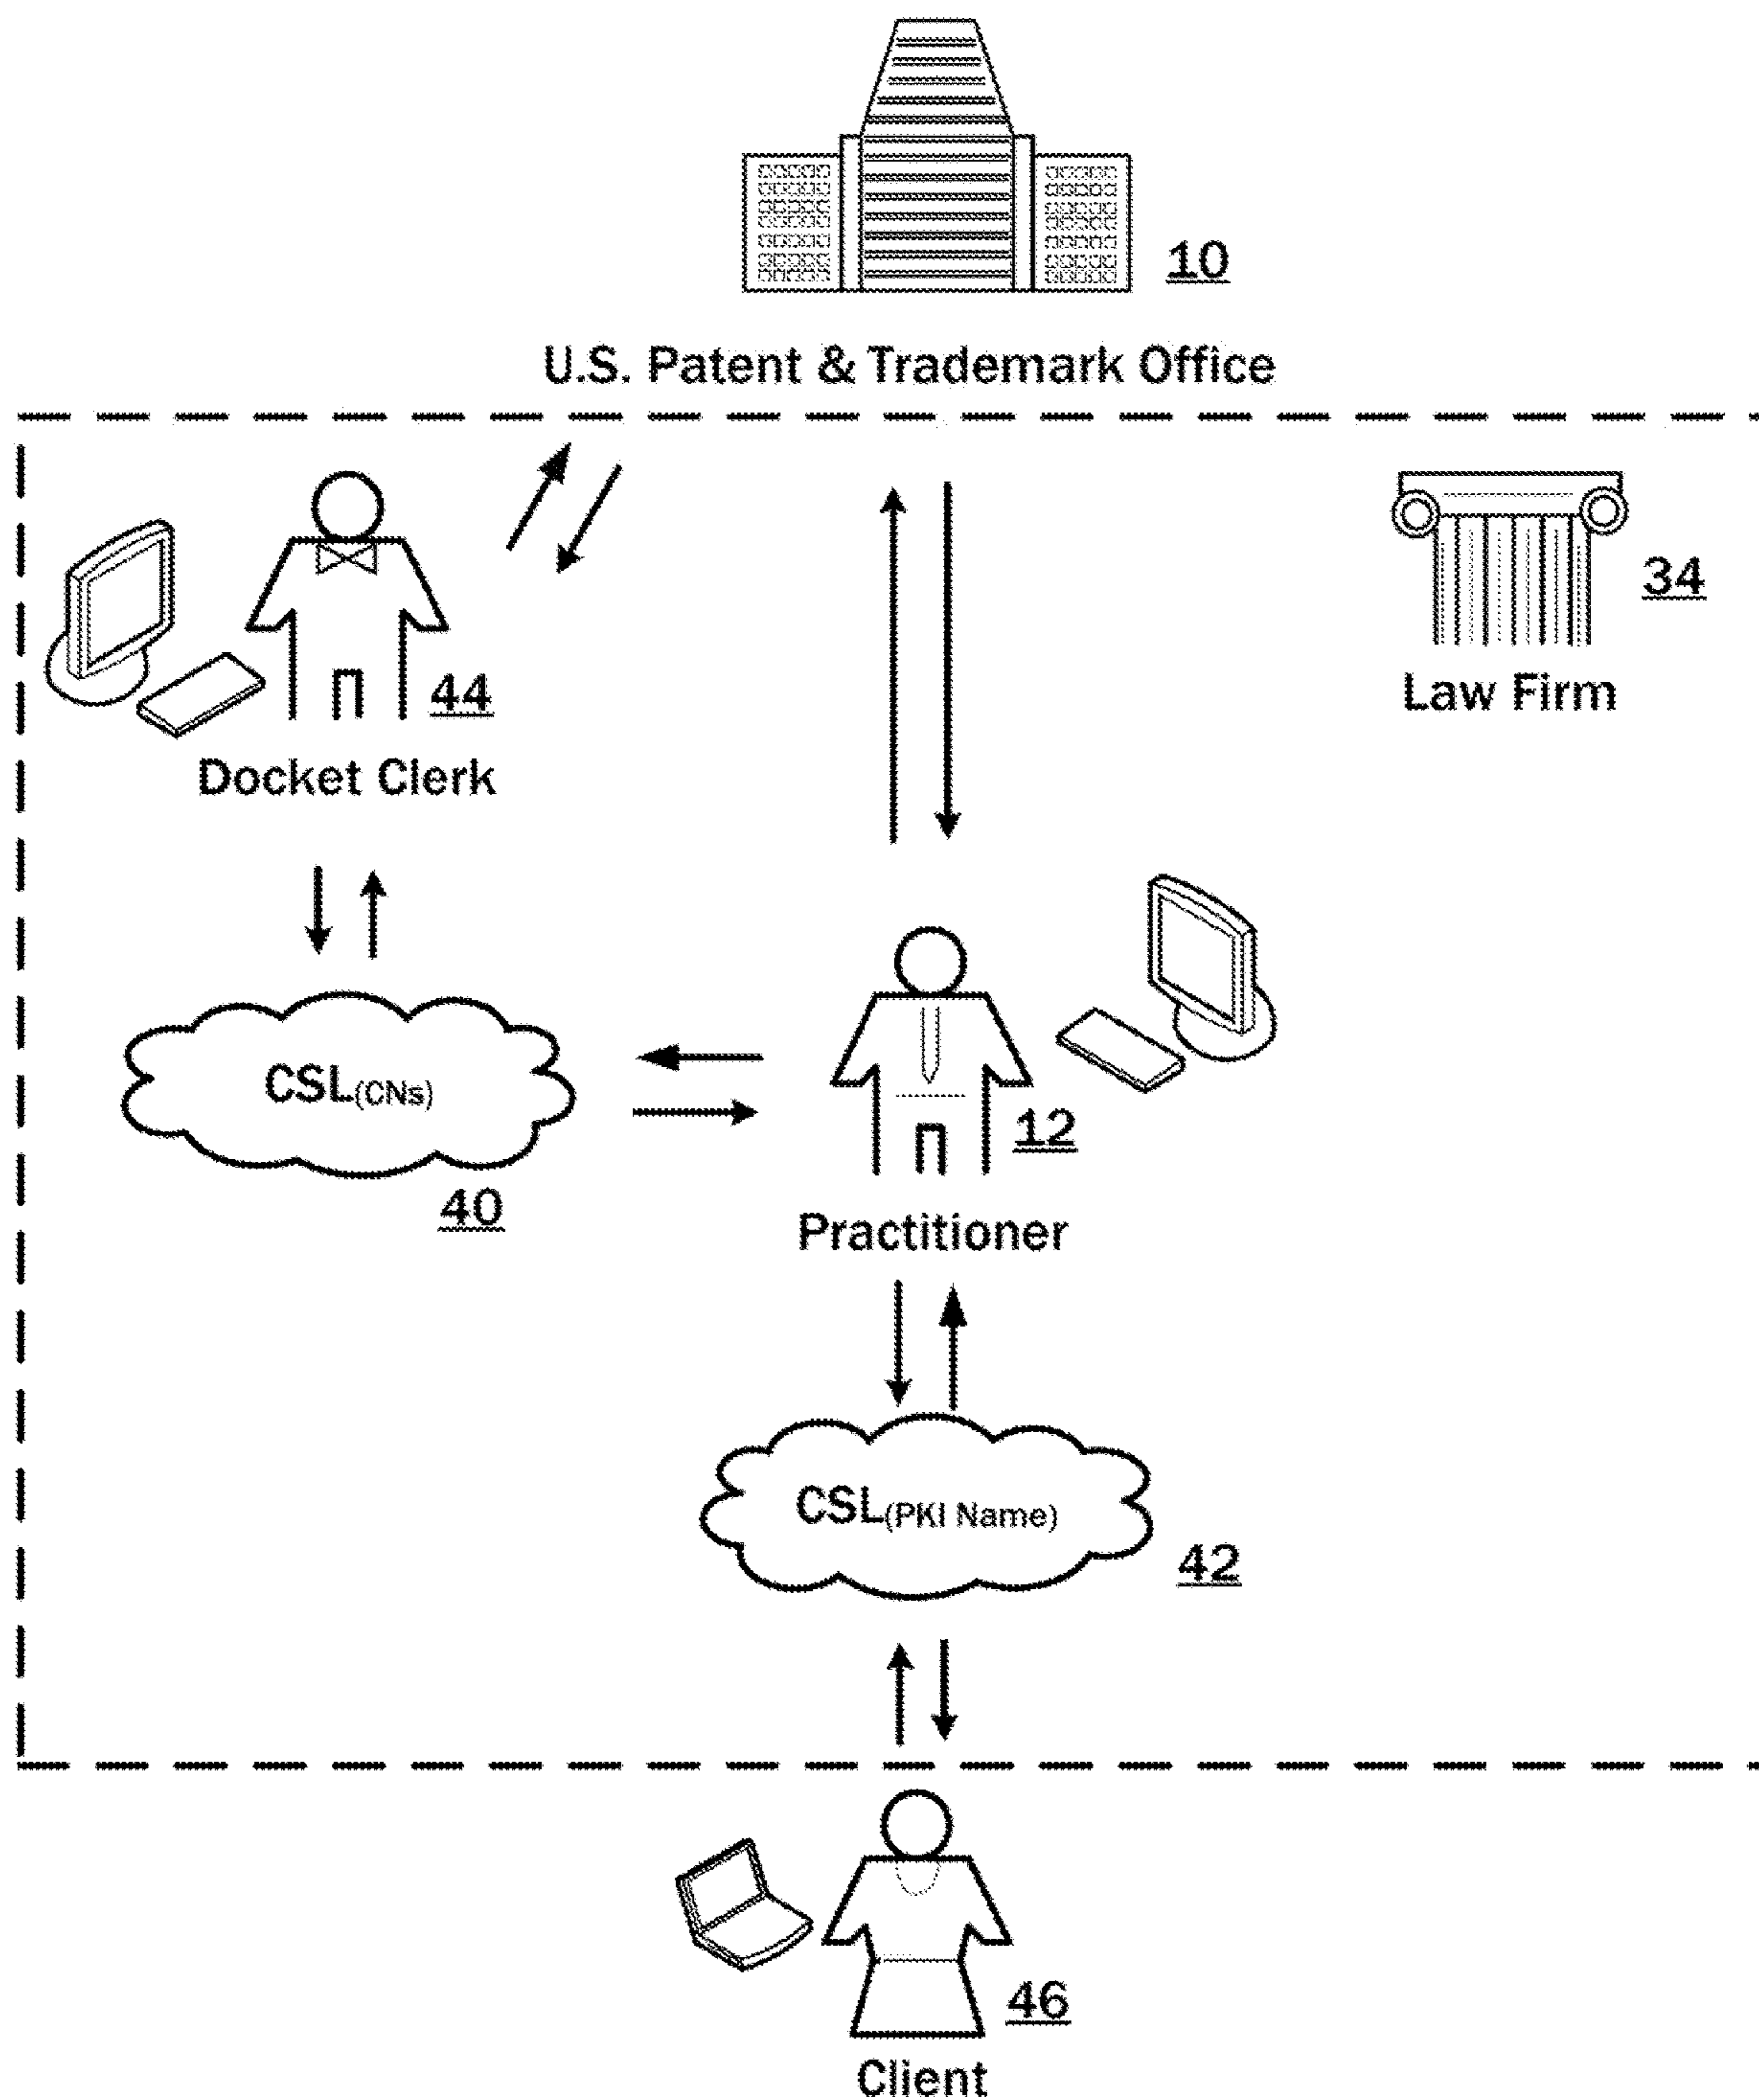 10
U.S. Patent & Trademark Office
34
Law Firm
44
Docket Clerk
CSL(CNs)
40
12
Practitioner
CSL(PKI Name)
42
46
Client